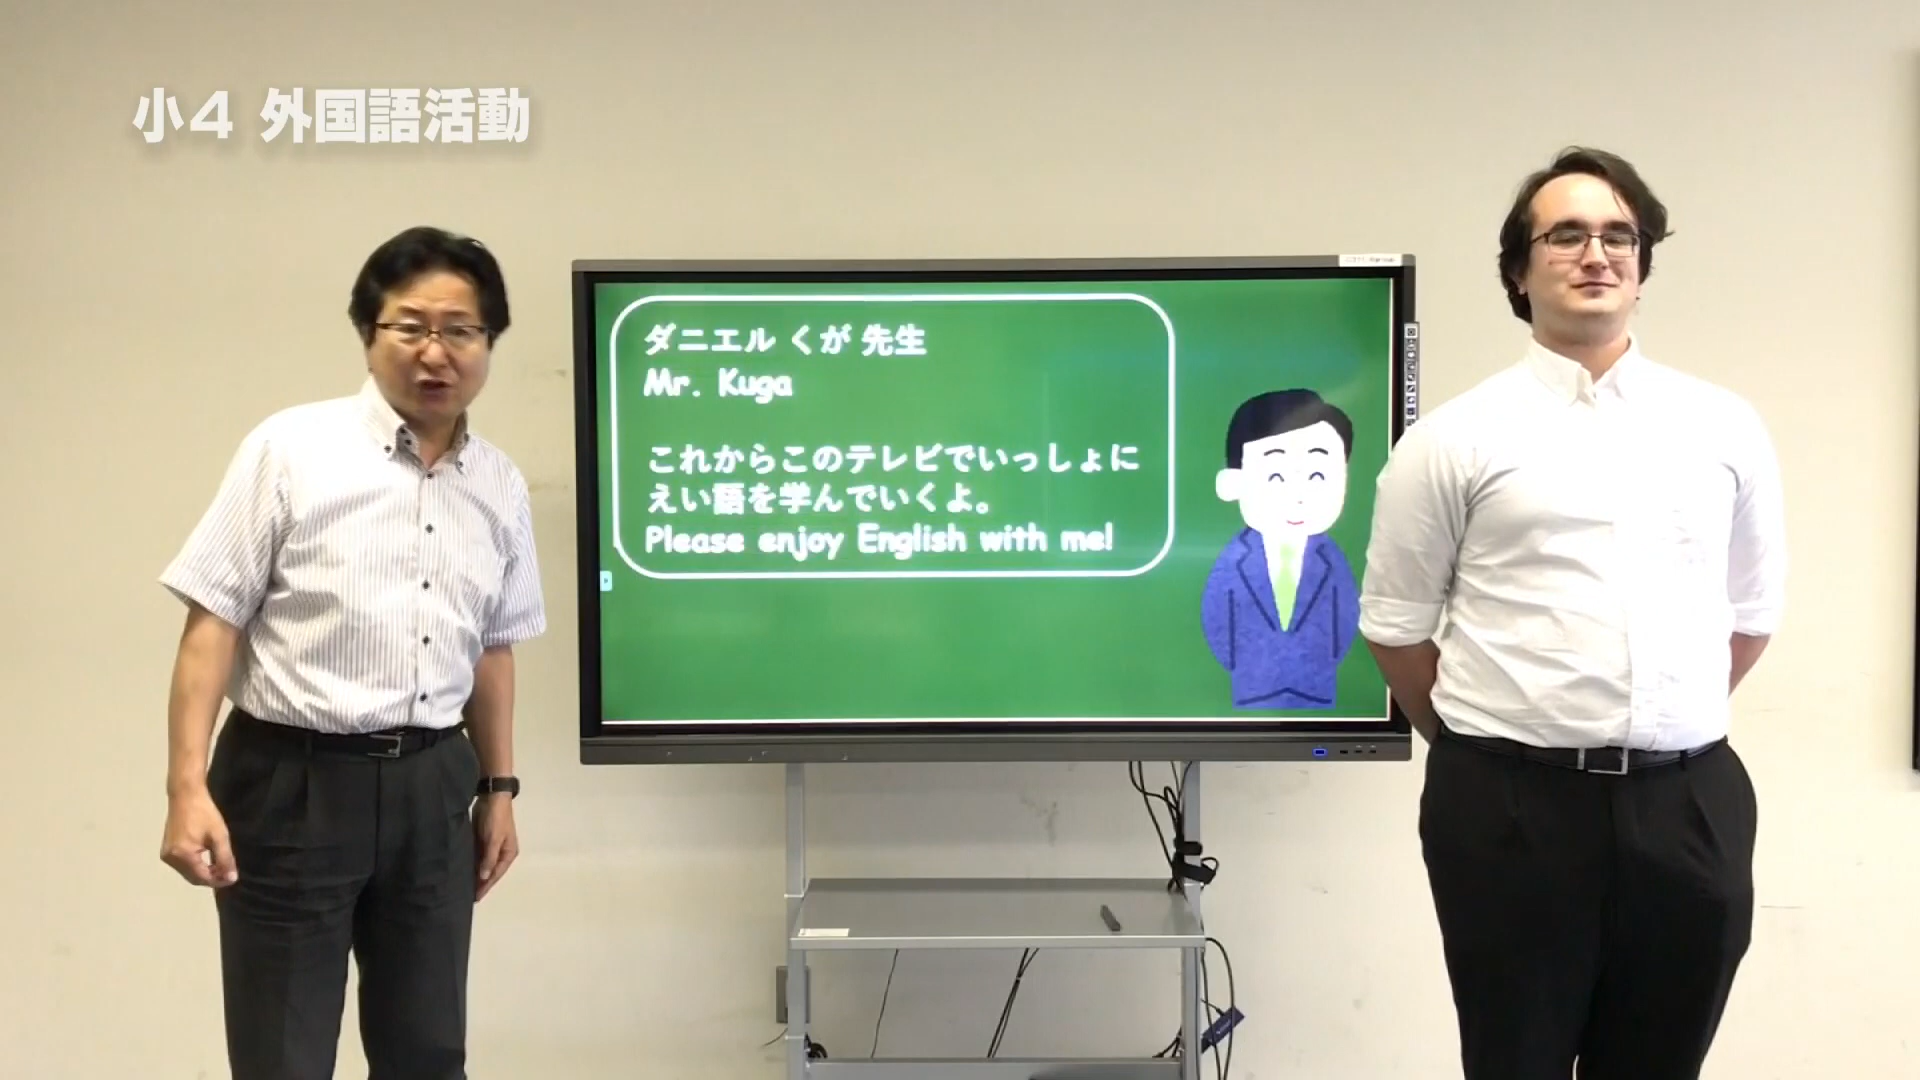 小4 外国語活動
ダニエル くが 先生
Mr. Kuga
これからこのテレビでいっしょに
えい語を学んでいくよ。
Please enjoy English with me!